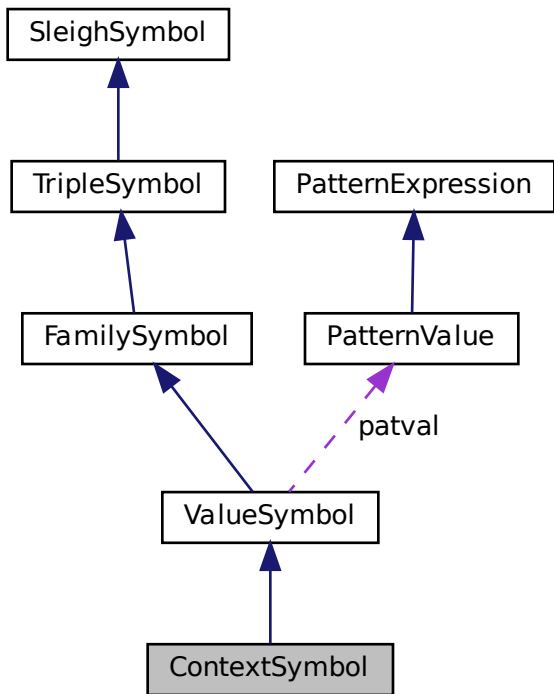 SleighSymbol
TripleSymbol
PatternExpression
FamilySymbol
PatternValue
patval
ValueSymbol
ContextSymbol